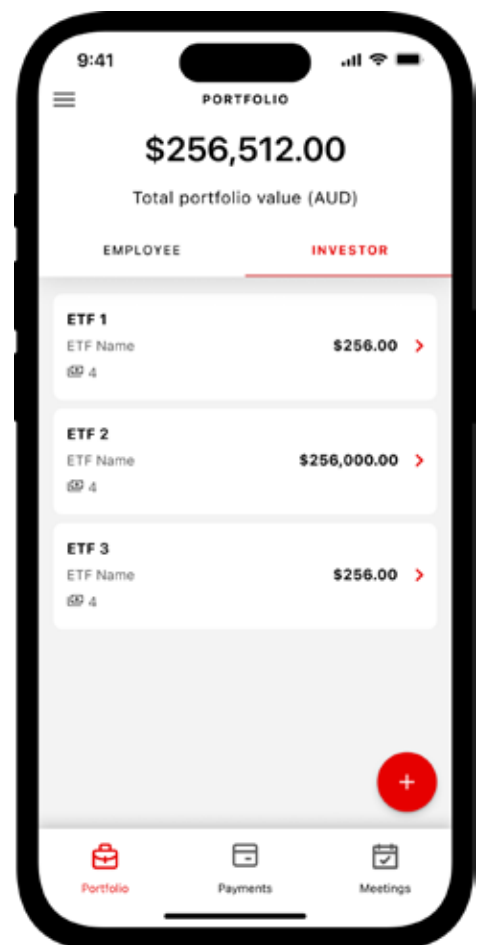 9:41
PORTFOLIO
$256,512.00
Total portfolio value (AUD)
EMPLOYEE
INVESTOR
ETF 1
ETF Name
$256.00
4
ETF 2
ETF Name
$256,000.00
4
ETF 3
ETF Name
$256.00
4
+
Portfolio
Payments
Meetings